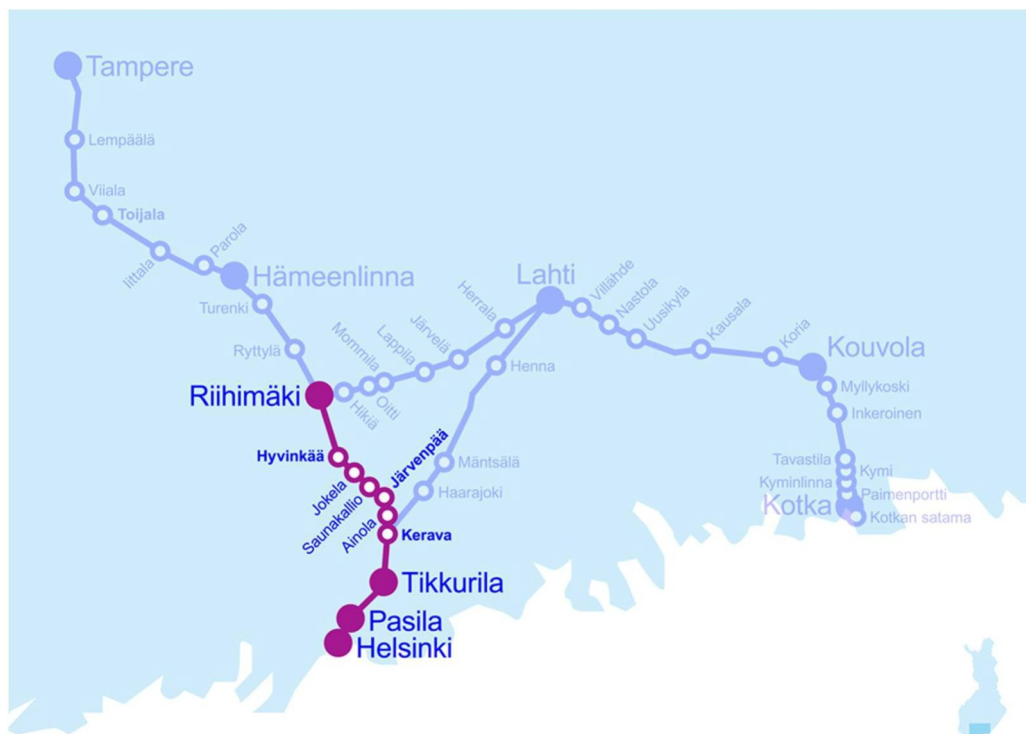 Tampere
Lempäälä
Viiala
Toijala
Iittala
Parola
Hämeenlinna
Turenki
Ryttylä
Riihimäki
Hikiä
Mommila
Oitti
Lappila
Järvelä
Herrala
Lahti
Villähde
Nastola
Uusikylä
Kausala
Koria
Kouvola
Myllykoski
Inkeroinen
Tavastila
Kymi
Kyminlinna
Paimenportti
Kotka
Kotkan satama
Henna
Mäntsälä
Haarajoki
Hyvinkää
Jokela
Saunakallio
Järvenpää
Ainola
Kerava
Tikkurila
Pasila
Helsinki